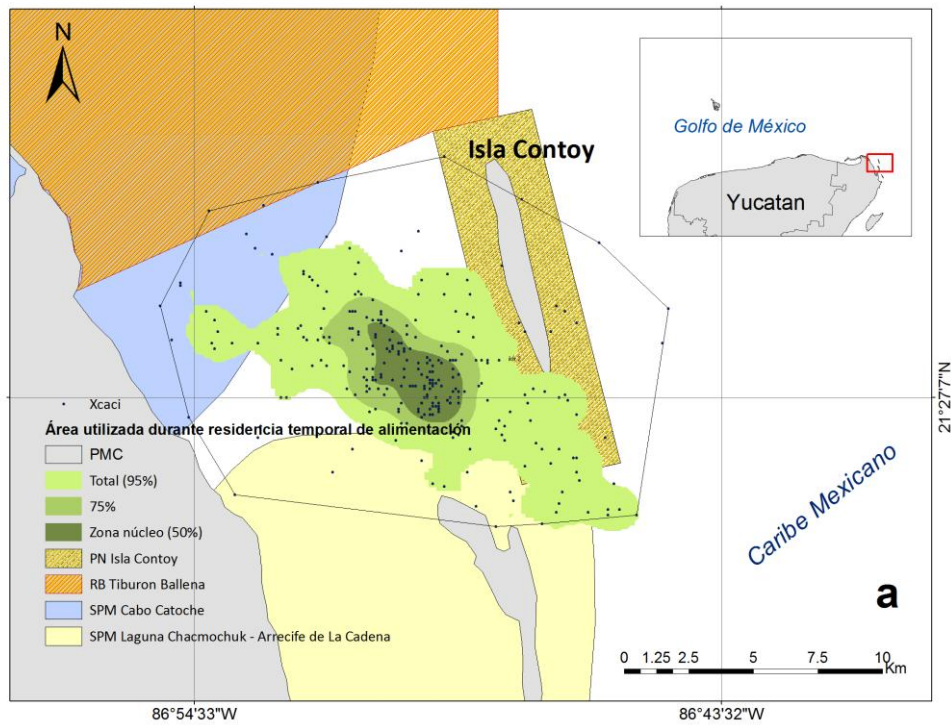 N
Isla Contoy
Golfo de México
Yucatan
Xcaci
Área utilizada durante residencia temporal de alimentación
PMC
Total (95%)
75%
Zona núcleo (50%)
PN Isla Contoy
RB Tiburon Ballena
SPM Cabo Catoche
SPM Laguna Chacmochuk - Arrecife de La Cadena
21°27'7"N
Caribe Mexicano
a
0 1.25 2.5 5 7.5 10
Km
86°54'33"W 86°43'32"W